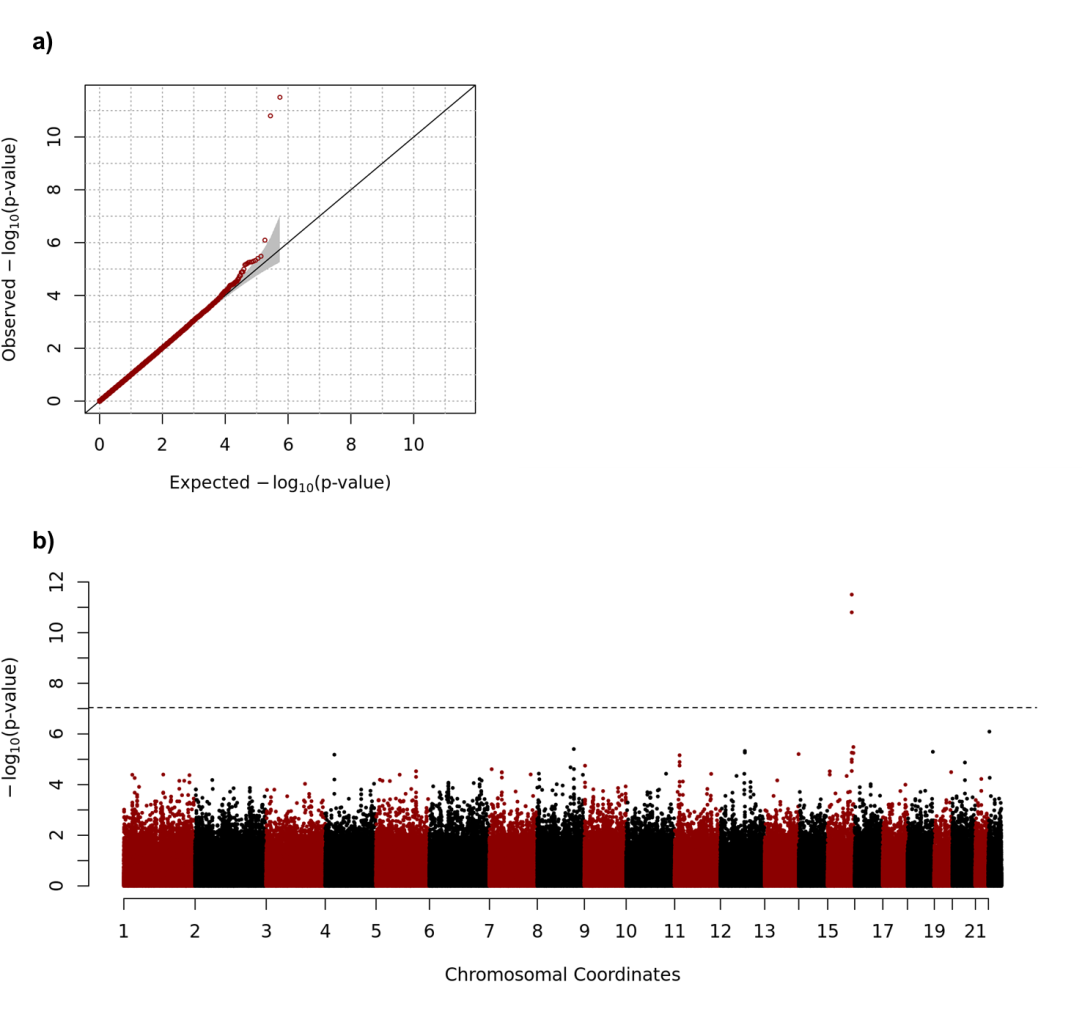 a)
Observed − log10(p-value)
10
8
6
4
2
0
0 2 4 6 8 10
Expected − log10(p-value)
b)
− log10(p-value)
12
10
8
6
4
2
0
1 2 3 4 5 6 7 8 9 10 11 12 13 15 17 19 21
Chromosomal Coordinates